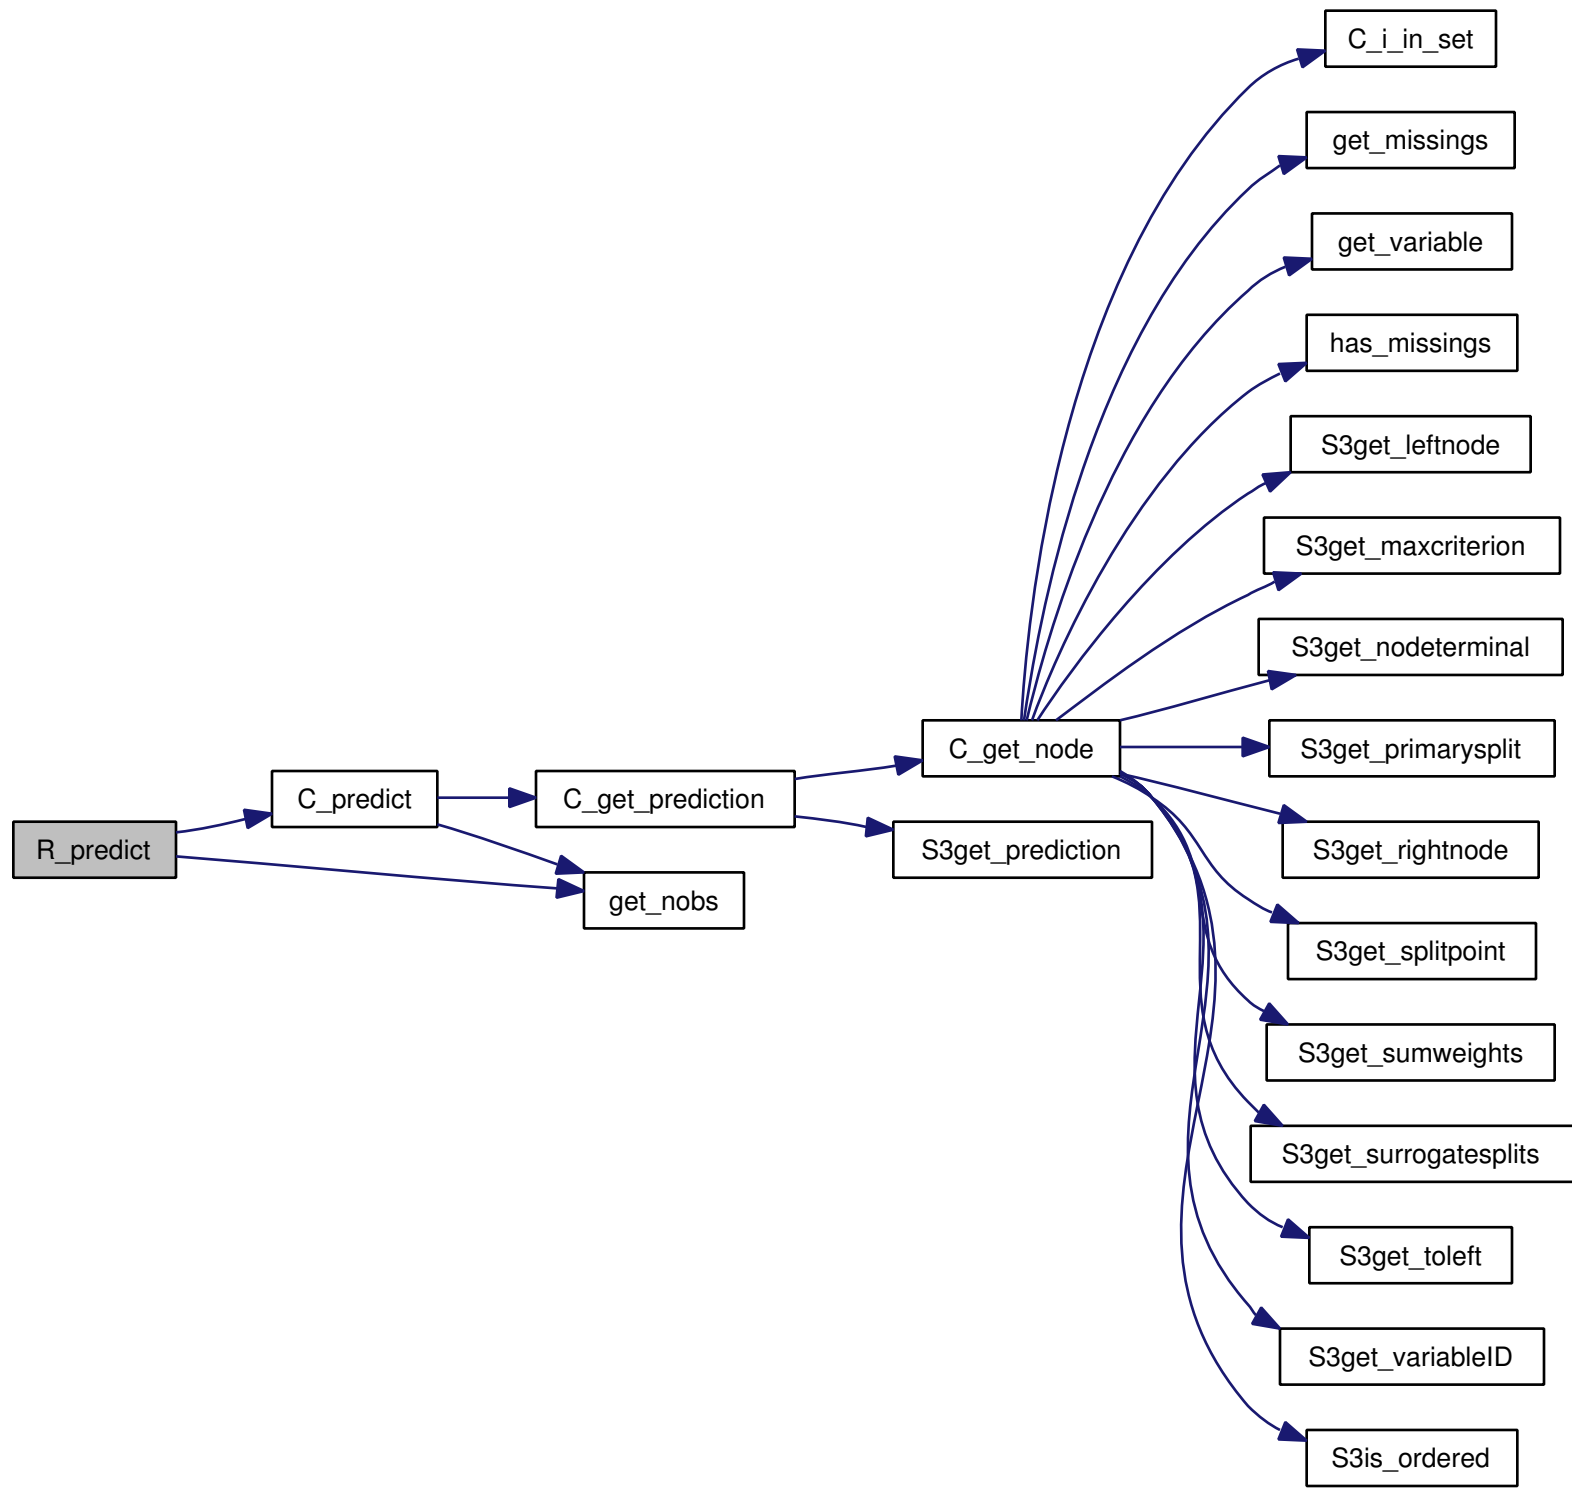 R_predict
C_predict
C_get_prediction
get_nobs
C_get_node
S3get_prediction
C_i_in_set
get_missings
get_variable
has_missings
S3get_leftnode
S3get_maxcriterion
S3get_nodeterminal
S3get_primarysplit
S3get_rightnode
S3get_splitpoint
S3get_sumweights
S3get_surrogatesplits
S3get_toleft
S3get_variableID
S3is_ordered